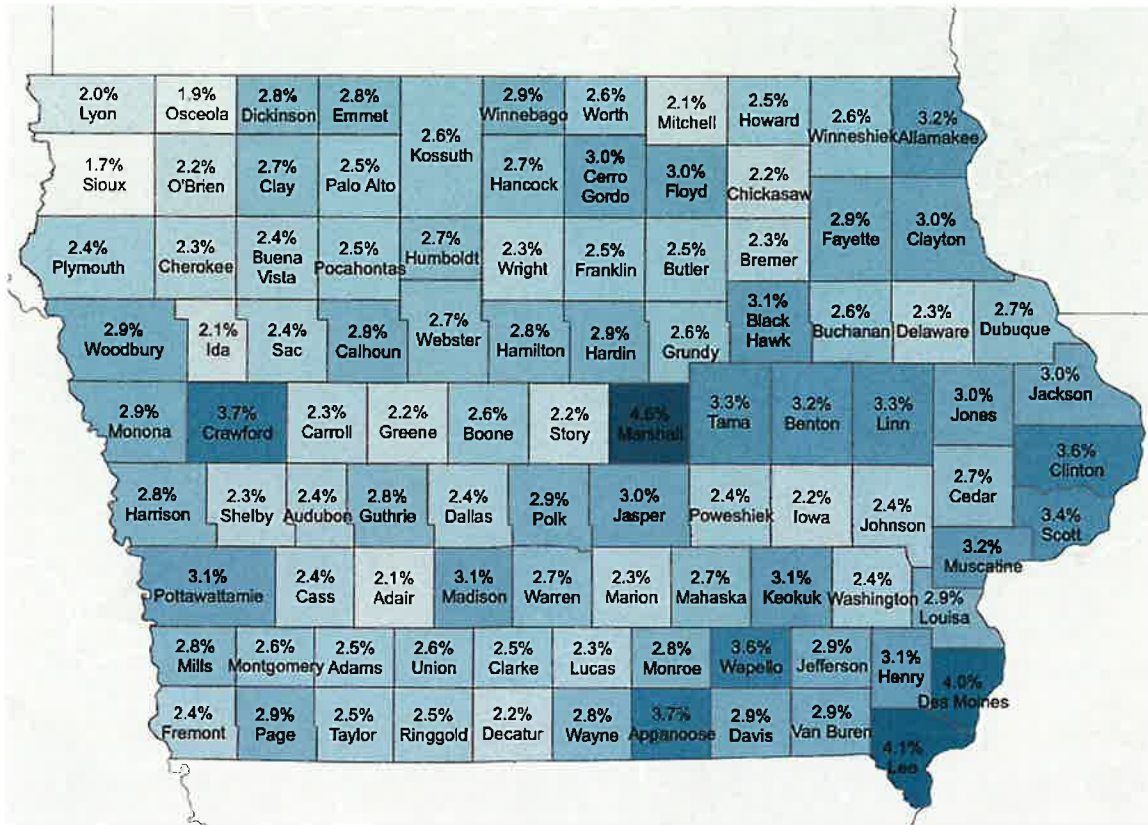 2.0%
Lyon
1.9%
Osceola
2.8%
Dickinson
2.8%
Emmet
2.6%
Kossuth
2.9%
Winnebago
2.6%
Worth
2.1%
Mitchell
2.5%
Howard
2.6%
Winneshiek
3.2%
Allamakee
1.7%
Sioux
2.2%
O'Brien
2.7%
Clay
2.5%
Palo Alto
2.7%
Hancock
3.0%
Cerro
Gordo
3.0%
Floyd
2.2%
Chickasaw
2.9%
Fayette
3.0%
Clayton
2.4%
Plymouth
2.3%
Cherokee
2.4%
Buena
Vista
2.5%
Pocahontas
2.7%
Humboldt
2.3%
Wright
2.5%
Franklin
2.5%
Butler
2.3%
Bremer
2.9%
Woodbury
2.1%
Ida
2.4%
Sac
2.9%
Calhoun
2.7%
Webster
2.8%
Hamilton
2.9%
Hardin
2.6%
Grundy
3.1%
Black
Hawk
2.6%
Buchanan
2.3%
Delaware
2.7%
Dubuque
2.9%
Monona
3.7%
Crawford
2.3%
Carroll
2.2%
Greene
2.6%
Boone
2.2%
Story
4.6%
Marshall
3.3%
Tama
3.2%
Benton
3.3%
Linn
3.0%
Jones
3.0%
Jackson
3.6%
Clinton
2.8%
Harrison
2.3%
Shelby
2.4%
Audubon
2.8%
Guthrie
2.4%
Dallas
2.9%
Polk
3.0%
Jasper
2.4%
Poweshiek
2.2%
Iowa
2.4%
Johnson
2.7%
Cedar
3.4%
Scott
3.2%
Muscatine
3.1%
Pottawattamie
2.4%
Cass
2.1%
Adair
3.1%
Madison
2.7%
Warren
2.3%
Marion
2.7%
Mahaska
3.1%
Keokuk
2.4%
Washington
2.9%
Louisa
2.8%
Mills
2.6%
Montgomery
2.5%
Adams
2.6%
Union
2.5%
Clarke
2.3%
Lucas
2.8%
Monroe
3.6%
Wapello
2.9%
Jefferson
3.1%
Henry
4.0%
Des Moines
2.4%
Fremont
2.9%
Page
2.5%
Taylor
2.5%
Ringgold
2.2%
Decatur
2.8%
Wayne
3.7%
Appanoose
2.9%
Davis
2.9%
Van Buren
4.1%
Lee